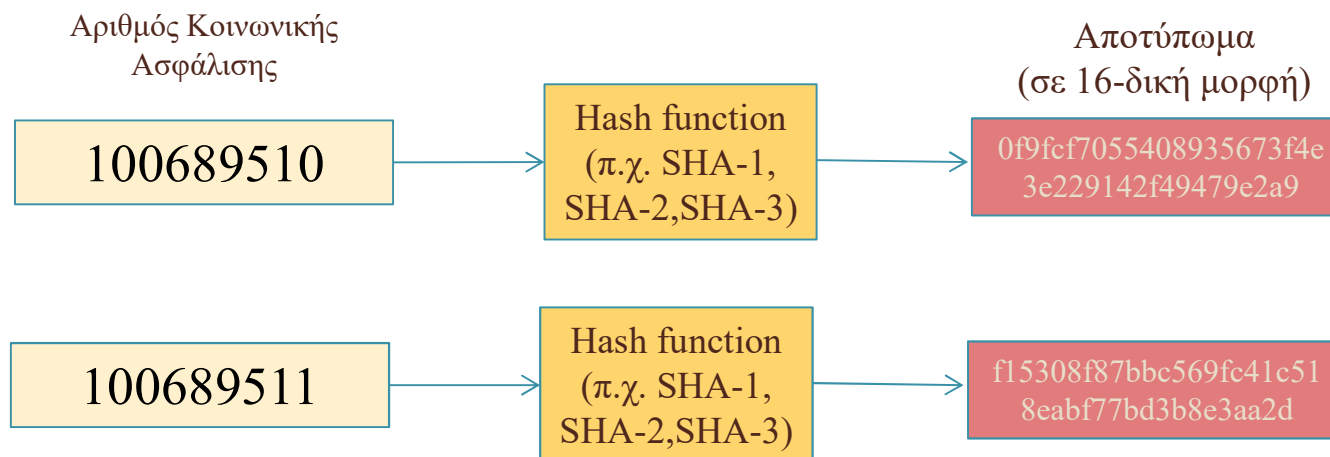 Αριθμός Κοινωνικής
Ασφάλισης
Αποτύπωμα
(σε 16-δική μορφή)
100689510
Hash function
(π.χ. SHA-1,
SHA-2,SHA-3)
0f9fcf7055408935673f4e
3e229142f49479e2a9
100689511
Hash function
(π.χ. SHA-1,
SHA-2,SHA-3)
f15308f87bbc569fc41c51
8eabf77bd3b8e3aa2d